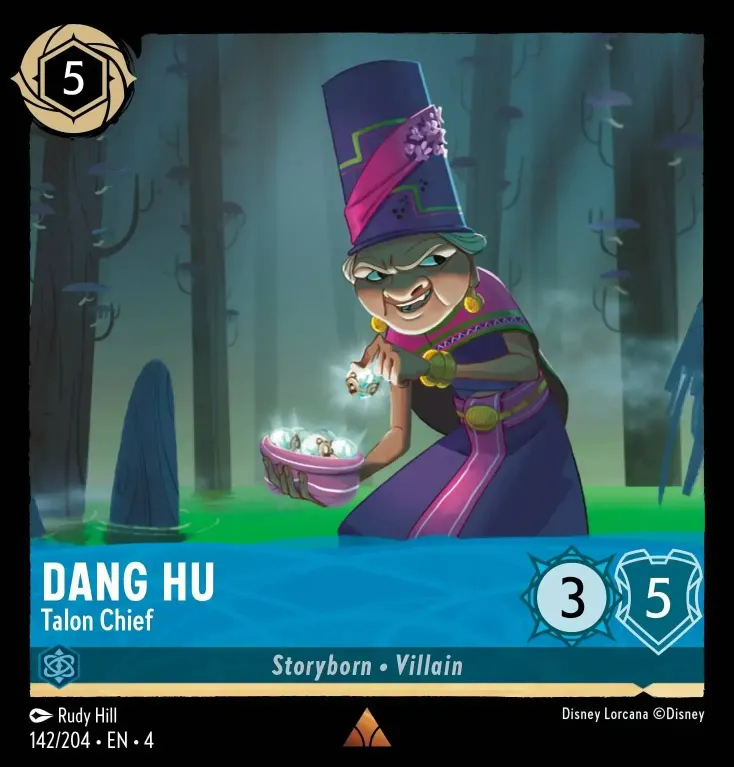 5
DANG HU
Talon Chief
3
5
Storyborn • Villain
Rudy Hill
Disney Lorcana ©Disney
142/204 • EN • 4